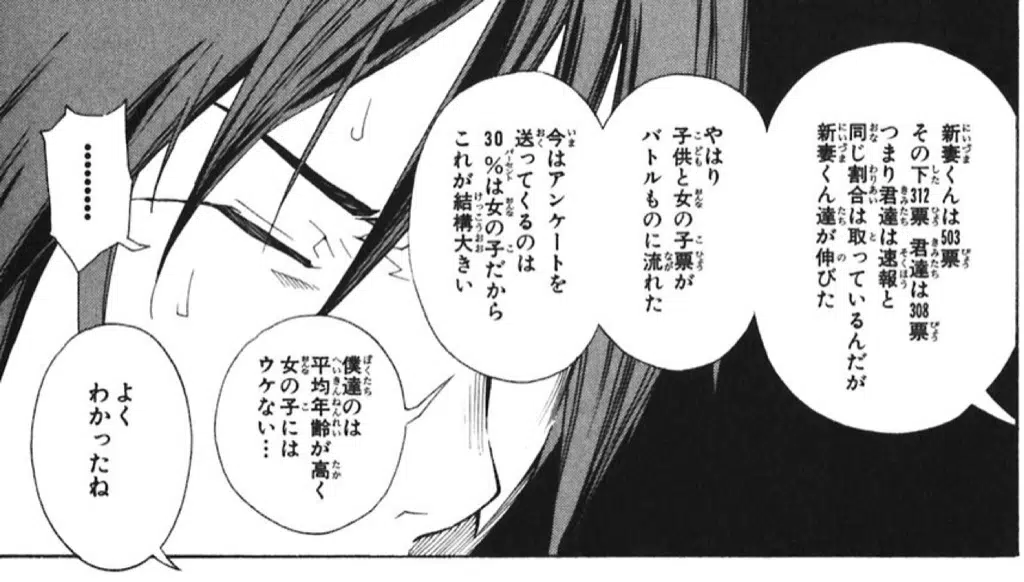 新妻くんは503票
その下312票 君達は308票
つまり君達は速報と
同じ割合は取っているんだが
新妻くん達が伸びた
やはり
子供と女の子票が
バトルものに流れた
今はアンケートを
送ってくるのは
30%は女の子だから
これが結構大きい
僕達のは
平均年齢が高く
女の子には
ウケない…
………
よく
わかったね